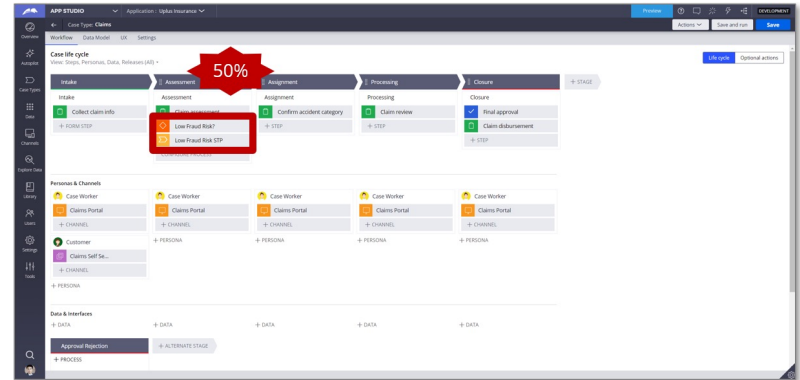 APP STUDIO Application : Uplus Insurance Preview DEVELOPMENT
Case Type: Claims Actions Save and run Save
Overview Workflow Data Model UX Settings
Case life cycle
View: Steps, Personas, Data, Releases (All) Life cycle Optional actions
Autopilot
50%
Intake Assessment Assignment Processing Closure + STAGE
Case Types
Intake Assessment Assignment Processing Closure
Collect claim info Claim assessment Confirm accident category Claim review Final approval
Data
+ FORM STEP Low Fraud Risk? + STEP + STEP Claim disbursement
Channels
Low Fraud Risk STP + STEP
CONFIGURE PROCESS
Explore Data
Personas & Channels
Library
Case Worker Case Worker Case Worker Case Worker Case Worker
Claims Portal Claims Portal Claims Portal Claims Portal Claims Portal
Users
+ CHANNEL + CHANNEL + CHANNEL + CHANNEL + CHANNEL
Customer + PERSONA + PERSONA + PERSONA + PERSONA
Settings
Claims Self Se...
+ CHANNEL
Tools
+ PERSONA
Data & Interfaces
+ DATA + DATA + DATA + DATA + DATA
Approval Rejection + ALTERNATE STAGE
+ PROCESS